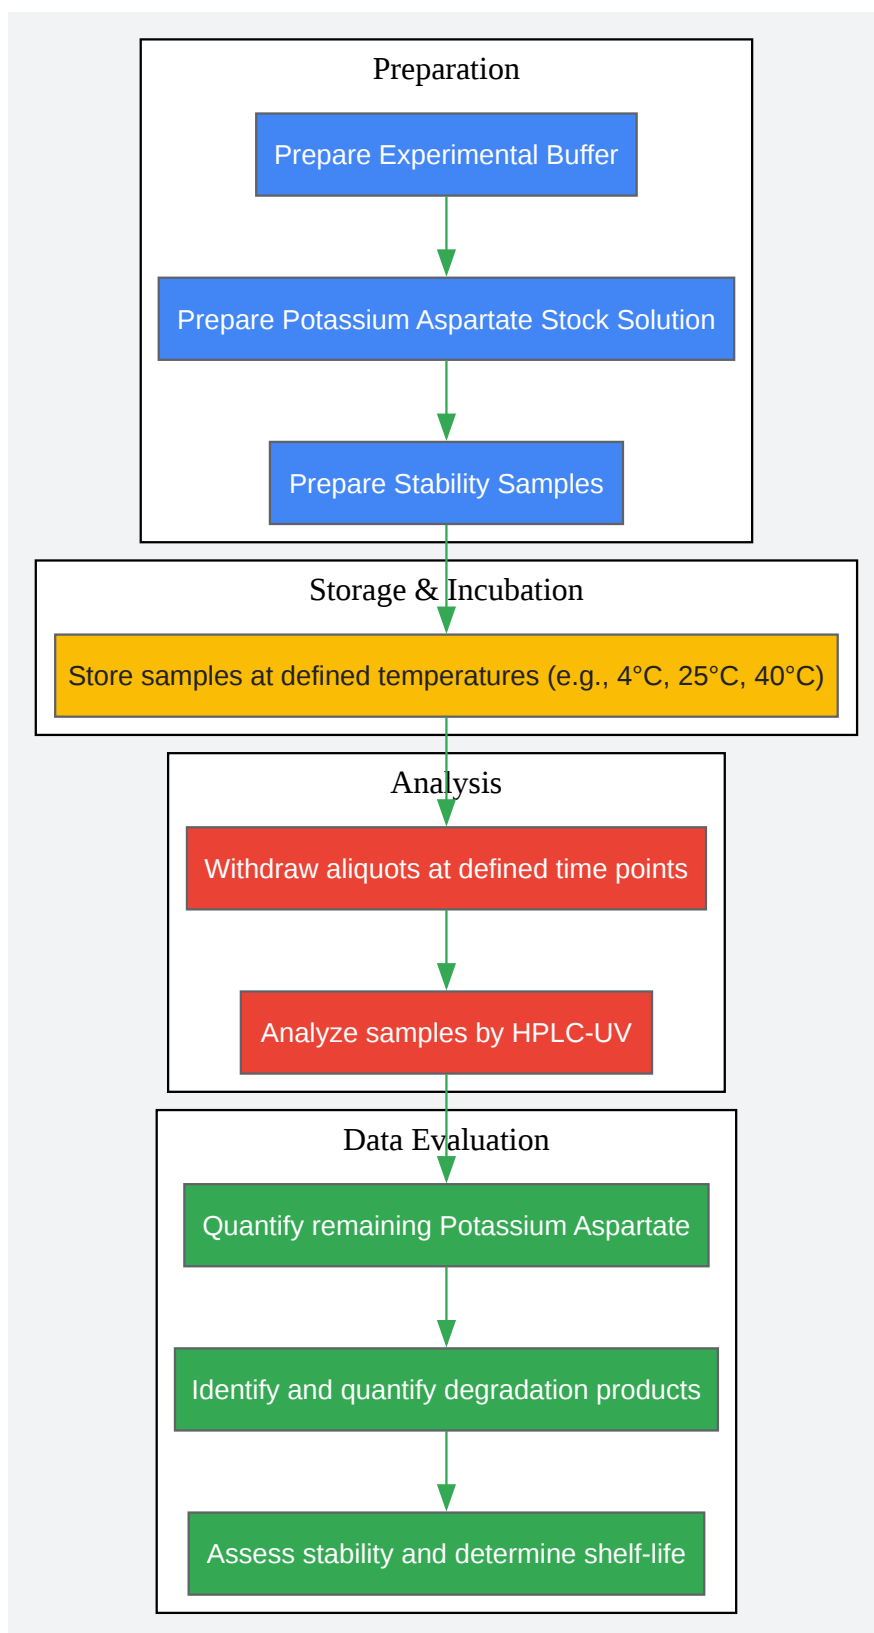 Preparation
Prepare Experimental Buffer
Prepare Potassium Aspartate Stock Solution
Prepare Stability Samples
Storage & Incubation
Store samples at defined temperatures (e.g., 4°C, 25°C, 40°C)
Analysis
Withdraw aliquots at defined time points
Analyze samples by HPLC-UV
Data Evaluation
Quantify remaining Potassium Aspartate
Identify and quantify degradation products
Assess stability and determine shelf-life